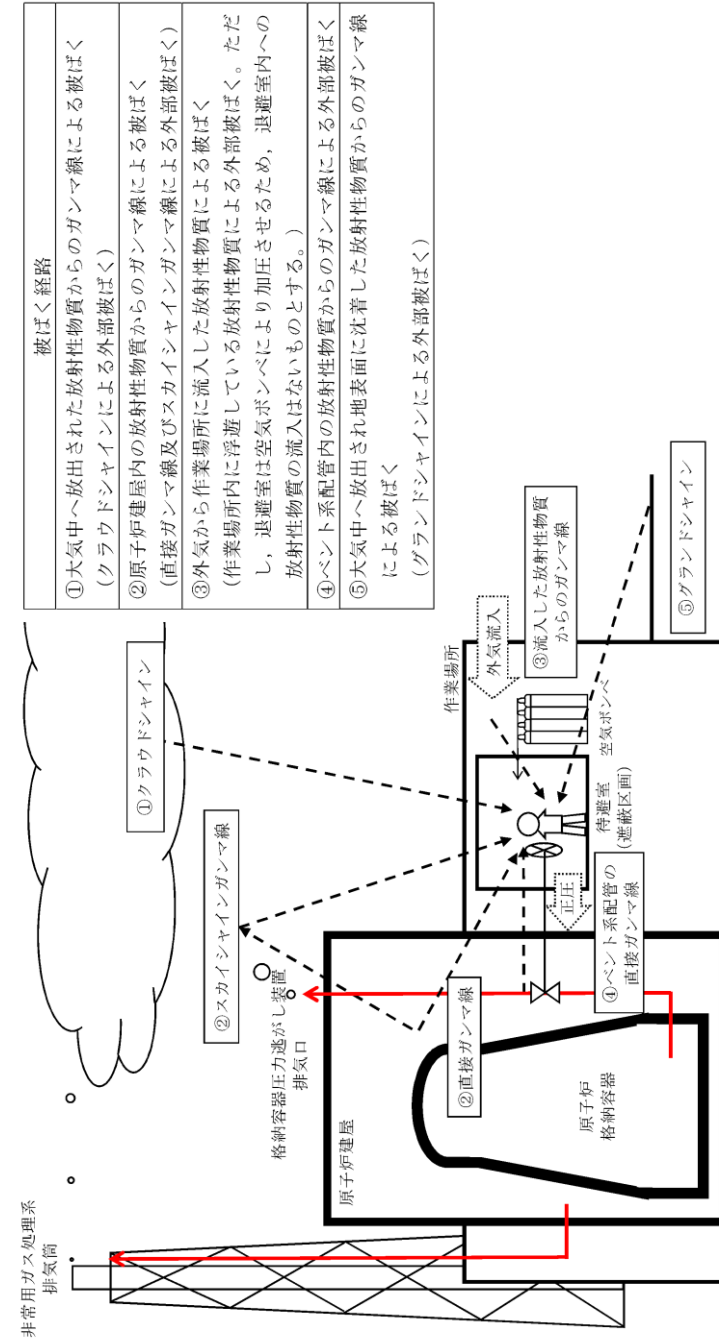 被ばく経路
①大気中へ放出された放射性物質からのガンマ線による被ばく
(クラウドシャインによる外部被ばく)
②原子炉建屋内の放射性物質からのガンマ線による被ばく
(直接ガンマ線及びスカイシャインガンマ線による外部被ばく)
③外気から作業場所に流入した放射性物質による被ばく
(作業場所内に浮遊している放射性物質による外部被ばく。ただ
し，退避室は空気ボンベにより加圧させるため，退避室内への
放射性物質の流入はないものとする。)
④ベント系配管内の放射性物質からのガンマ線による外部被ばく
⑤大気中へ放出され地表面に沈着した放射性物質からのガンマ線
による被ばく
(グランドシャインによる外部被ばく)
非常用ガス処理系
排気筒
格納容器圧力逃がし装置
排気口
原子炉建屋
原子炉
格納容器
①クラウドシャイン
②スカイシャインガンマ線
②直接ガンマ線
④ベント系配管の
直接ガンマ線
正圧
待避室
(遮蔽区画)
空気ボンベ
作業場所
外気流入
③流入した放射性物質
からのガンマ線
⑤グランドシャイン